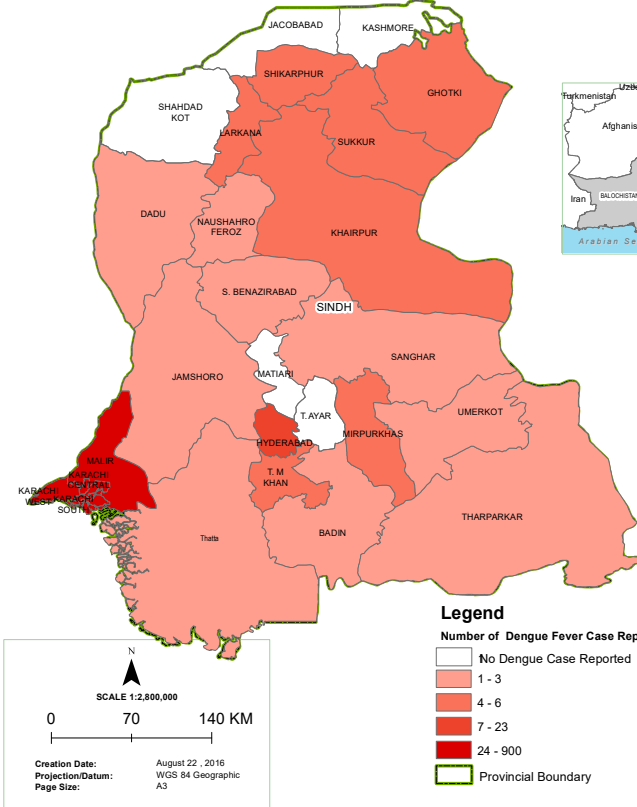 JACOBABAD
KASHMORE
SHIKARPHUR
GHOTKI
SHAHDAD
KOT
LARKANA
SUKKUR
DADU
NAUSHAHRO
FEROZ
KHAIRPUR
S. BENAZIRABAD
SINDH
SANGHAR
JAMSHORO
MATIARI
T. AYAR
UMERKOT
MIRPURKHAS
HYDERABAD
MALIR
KARACHI
CENTRAL
KARACHI
WEST
KARACHI
SOUTH
T. M
KHAN
BADIN
THARPARKAR
Thatta
Turkmenistan
Afghanis
Iran
BALOCHISTAN
Arabian Se
Legend
Number of Dengue Fever Case Rep
No Dengue Case Reported
1 - 3
4 - 6
7 - 23
24 - 900
Provincial Boundary
N
SCALE 1:2,800,000
0 70 140 KM
Creation Date: August 22 , 2016
Projection/Datum: WGS 84 Geographic
Page Size: A3